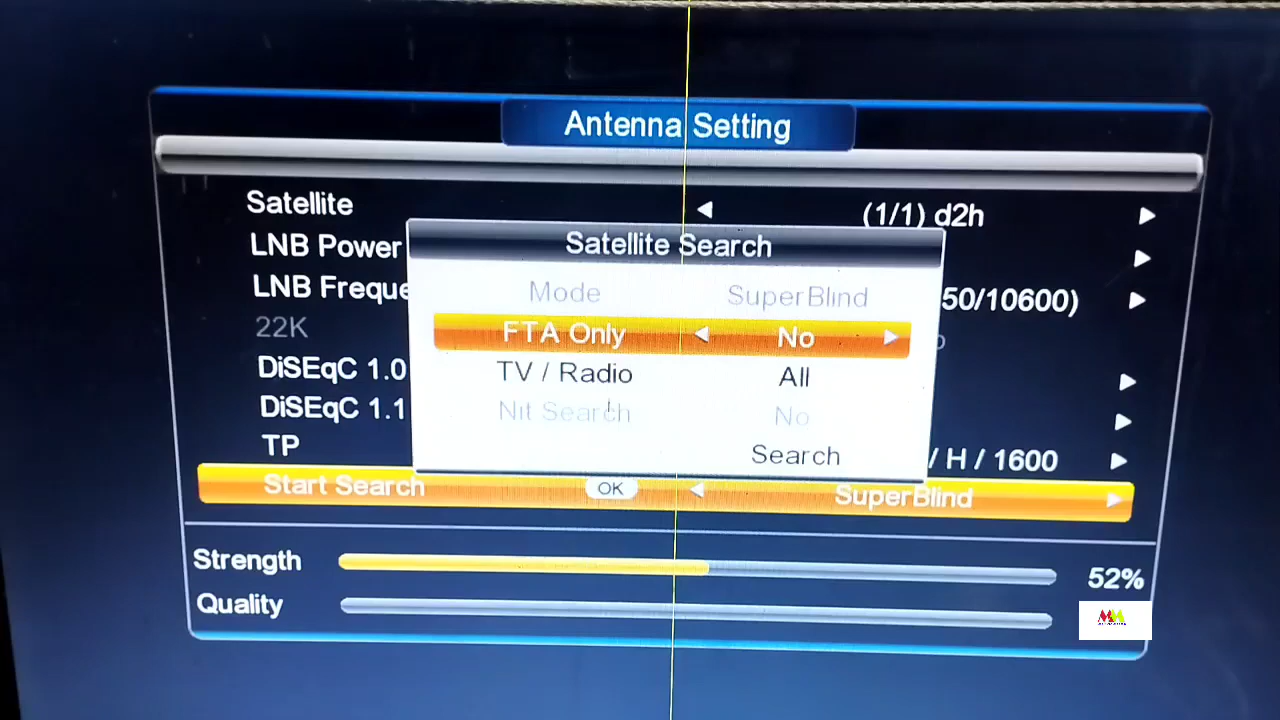 Antenna Setting
Satellite (1/1) d2h
LNB Power
LNB Freque 50/10600)
22K
DiSEqC 1.0
DiSEqC 1.1
TP / H / 1600
Start Search OK SuperBlind
Satellite Search
Mode SuperBlind
FTA Only No
TV / Radio All
Nit Search No
Search
Strength 52%
Quality